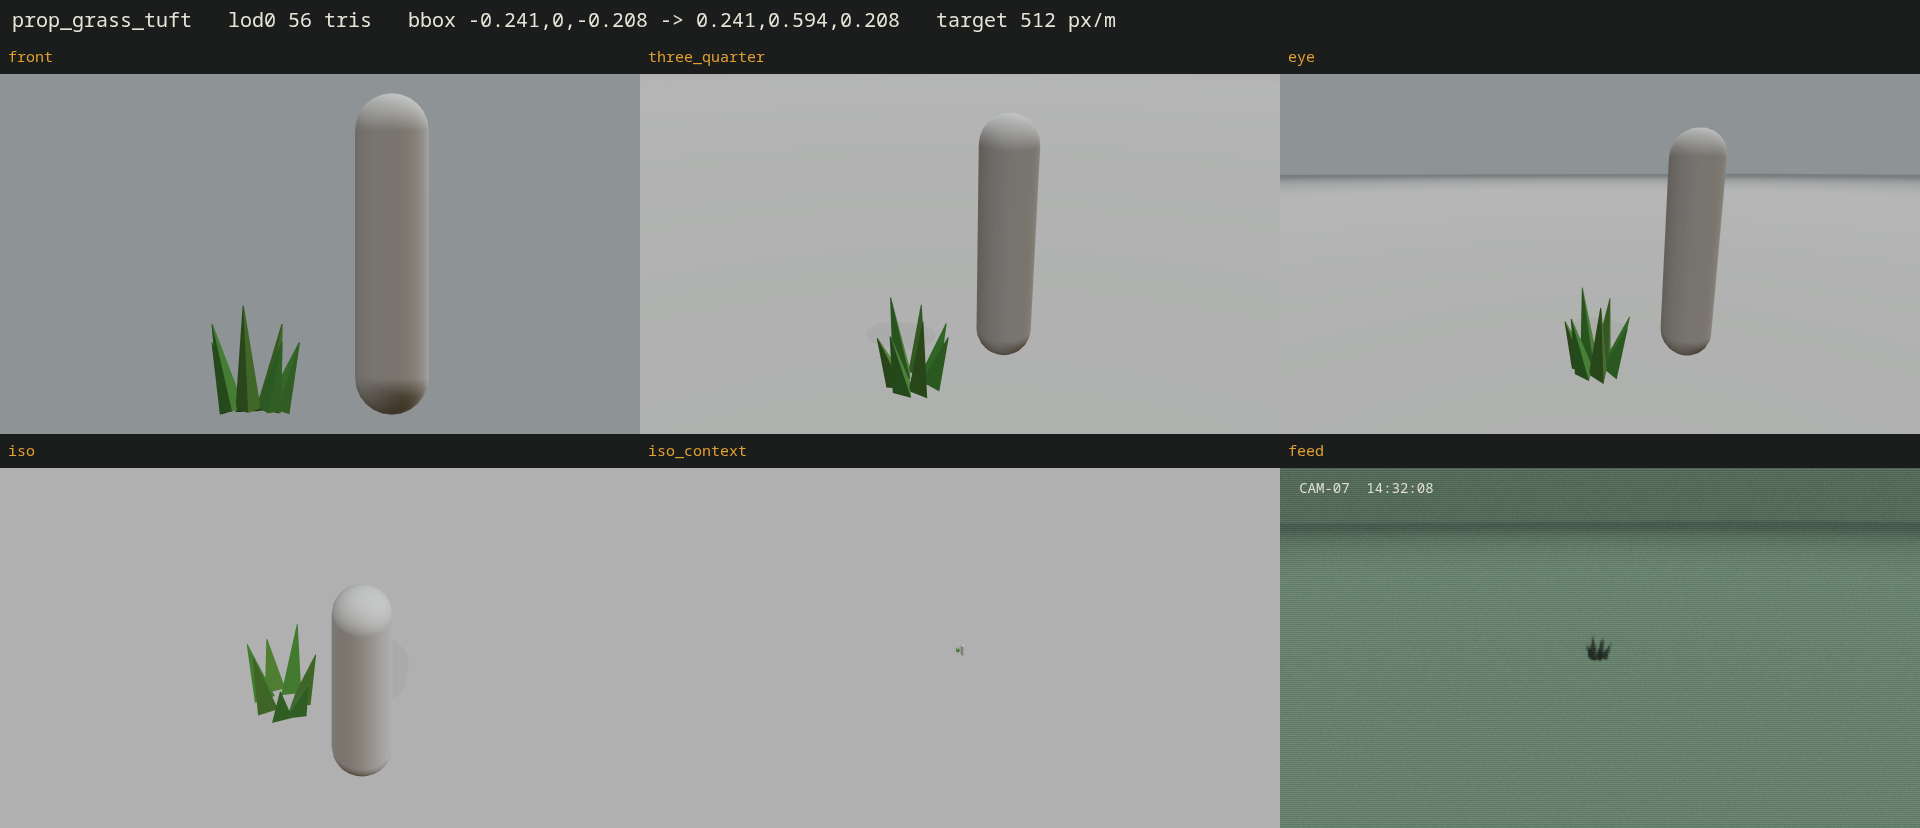 prop_grass_tuft lod0 56 tris bbox -0.241,0,-0.208 -> 0.241,0.594,0.208 target 512 px/m
front three_quarter eye
iso iso_context feed
CAM-07 14:32:08